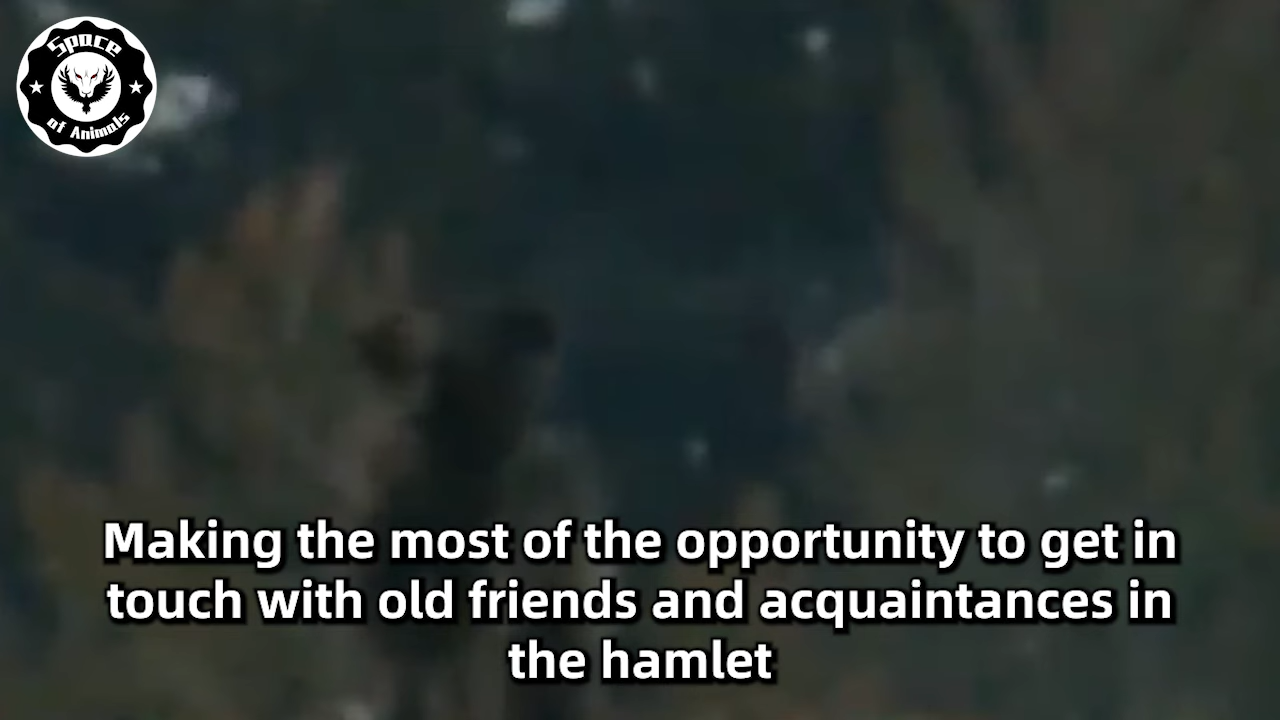 Space
of Animals
Making the most of the opportunity to get in
touch with old friends and acquaintances in
the hamlet